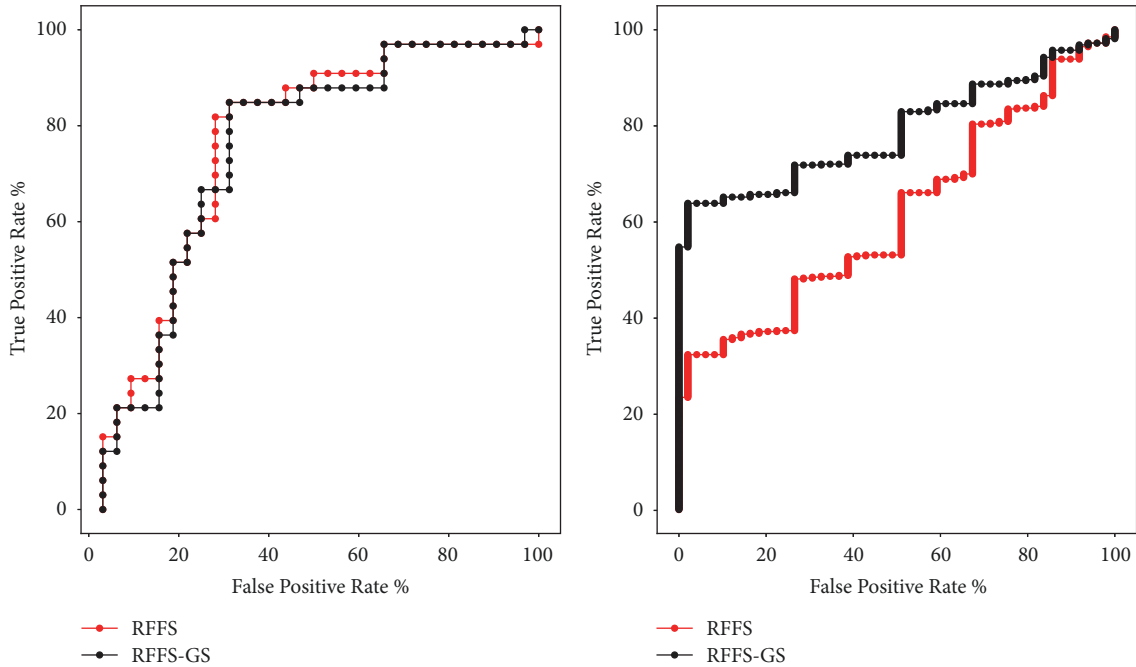 100
80
60
40
20
0
True Positive Rate %
0 20 40 60 80 100
False Positive Rate %
RFFS
RFFS-GS
100
80
60
40
20
0
True Positive Rate %
0 20 40 60 80 100
False Positive Rate %
RFFS
RFFS-GS